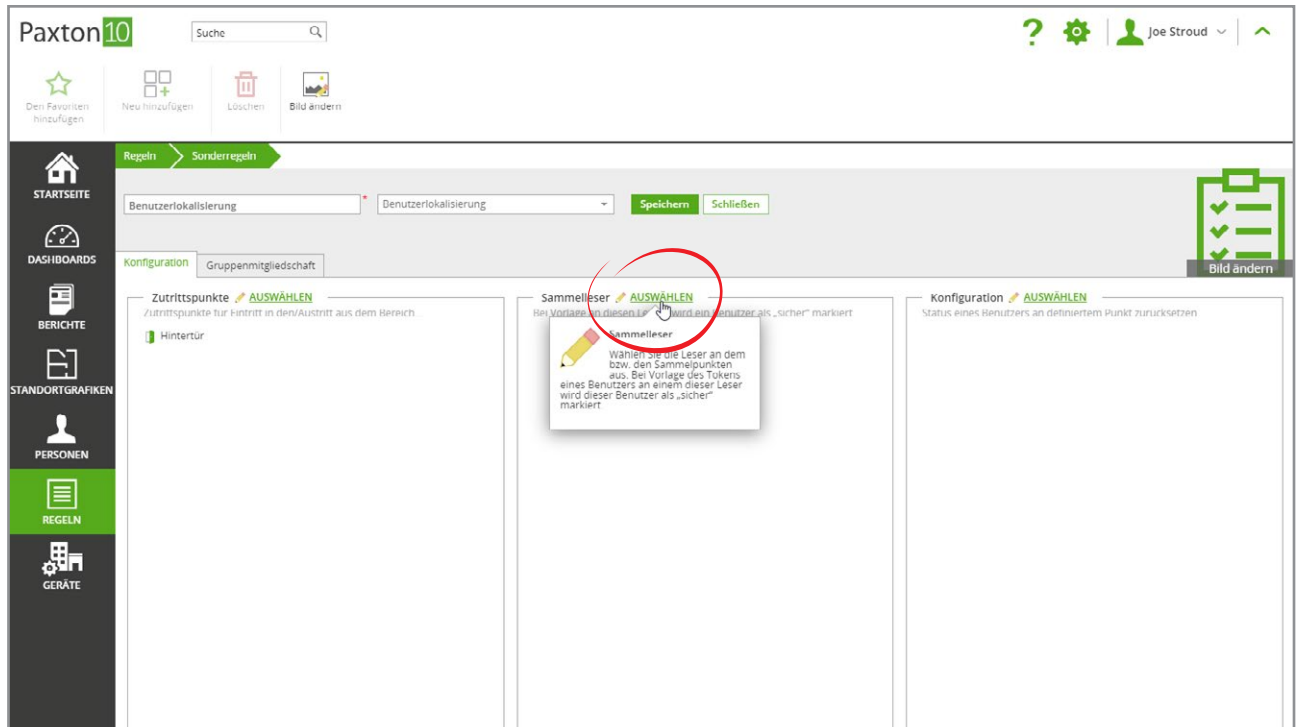 Paxton10
Suche
Joe Stroud
Den Favoriten
hinzufügen
Neu hinzufügen
Löschen
Bild ändern
Regeln
Sonderregeln
STARTSEITE
DASHBOARDS
BERICHTE
STANDORTGRAFIKEN
PERSONEN
REGELN
GERÄTE
Benutzerlokalisierung *
Benutzerlokalisierung
Speichern
Schließen
Bild ändern
Konfiguration
Gruppenmitgliedschaft
Zutrittspunkte AUSWÄHLEN
Zutrittspunkte für Eintritt in den/Austritt aus dem Bereich...
Hintertür
Sammelleser AUSWÄHLEN
Bei Vorlage an diesen Le wird ein Benutzer als „sicher" markiert
Sammelleser
Wählen Sie die Leser an dem
bzw. den Sammelpunkten
aus. Bei Vorlage des Tokens
eines Benutzers an einem dieser Leser
wird dieser Benutzer als „sicher"
markiert
Konfiguration AUSWÄHLEN
Status eines Benutzers an definiertem Punkt zurücksetzen